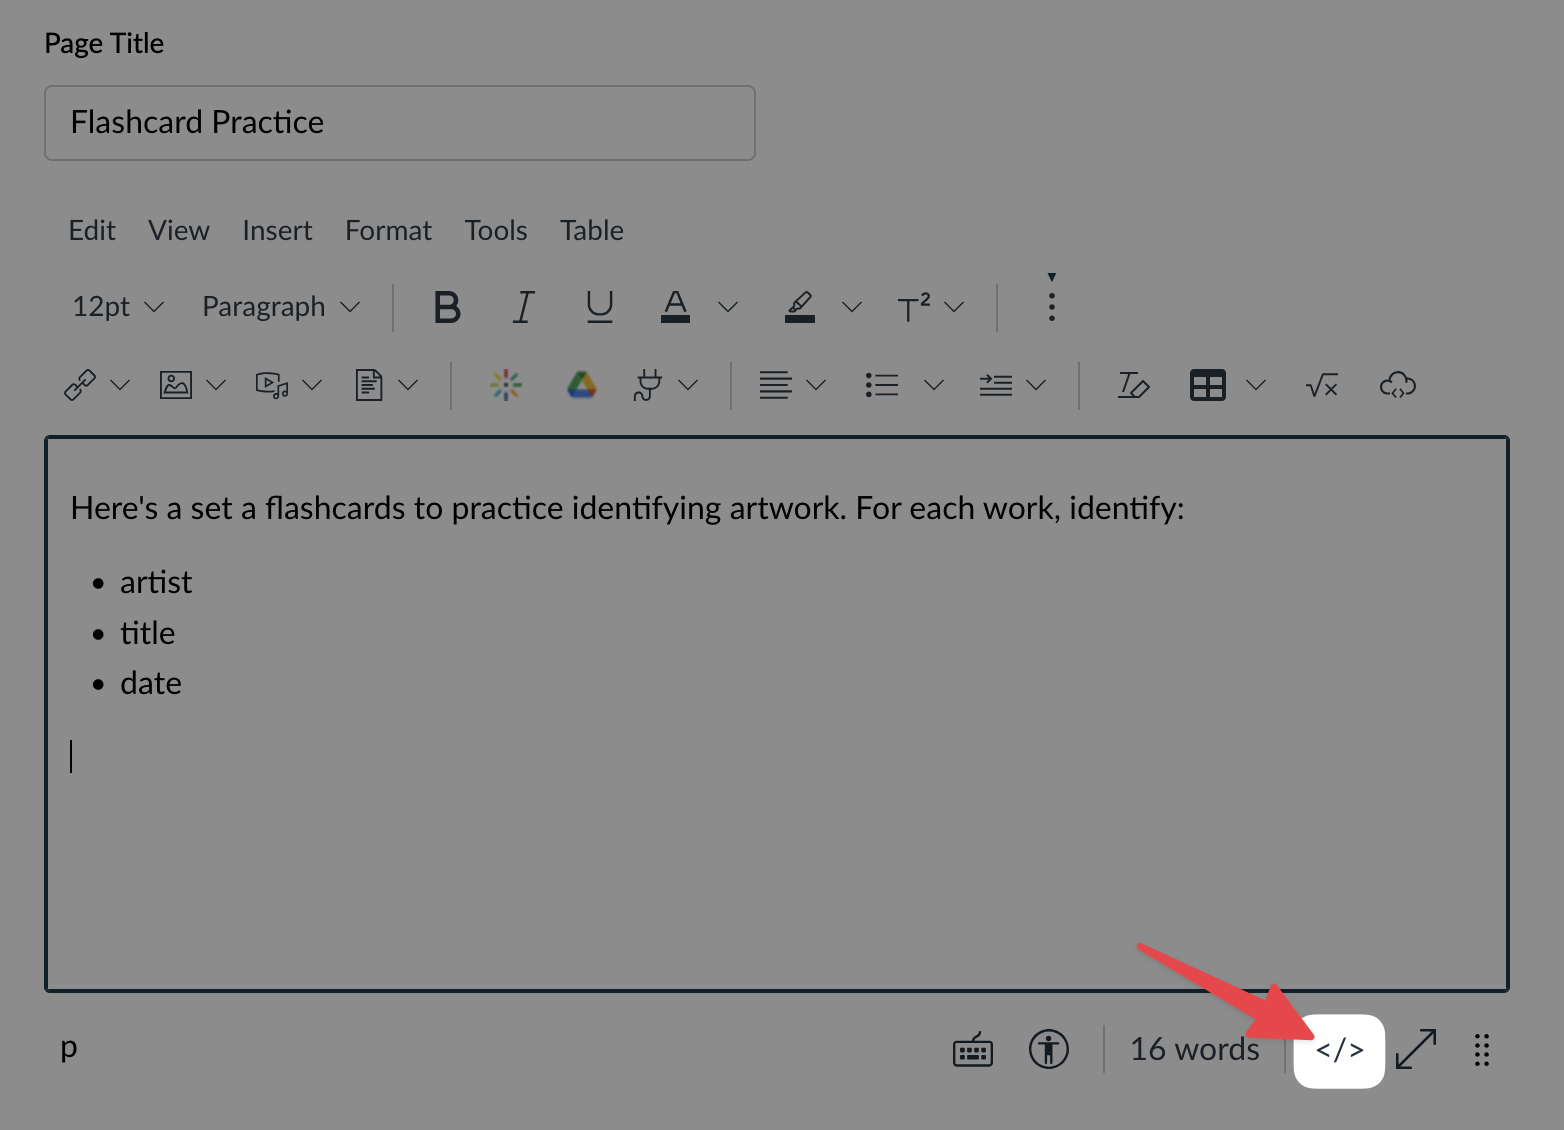 Page Title
Flashcard Practice
Edit View Insert Format Tools Table
12pt Paragraph B I U A T²
Here's a set a flashcards to practice identifying artwork. For each work, identify:
• artist
• title
• date
p 16 words </>